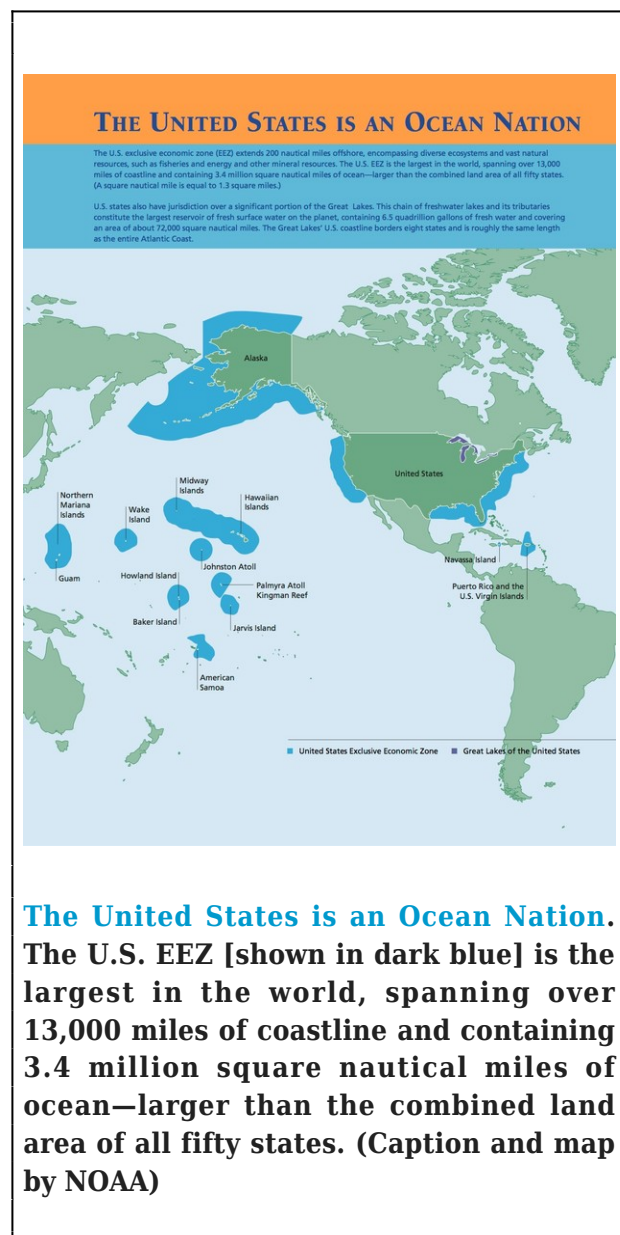 THE UNITED STATES IS AN OCEAN NATION
The U.S. exclusive economic zone (EEZ) extends 200 nautical miles offshore, encompassing diverse ecosystems and vast natural
resources, such as fisheries and energy and other mineral resources. The U.S. EEZ is the largest in the world, spanning over 13,000
miles of coastline and containing 3.4 million square nautical miles of ocean—larger than the combined land area of all fifty states.
(A square nautical mile is equal to 1.3 square miles.)
U.S. states also have jurisdiction over a significant portion of the Great Lakes. This chain of freshwater lakes and its tributaries
constitute the largest reservoir of fresh surface water on the planet, containing 6.5 quadrillion gallons of fresh water and covering
an area of about 72,000 square nautical miles. The Great Lakes' U.S. coastline borders eight states and is roughly the same length
as the entire Atlantic Coast.
Alaska
United States
Northern
Mariana
Islands
Wake
Island
Midway
Islands
Hawaiian
Islands
Guam
Johnston Atoll
Howland Island
Palmyra Atoll
Kingman Reef
Baker Island
Jarvis Island
American
Samoa
Navassa Island
Puerto Rico and the
U.S. Virgin Islands
United States Exclusive Economic Zone
Great Lakes of the United States
The United States is an Ocean Nation.
The U.S. EEZ [shown in dark blue] is the
largest in the world, spanning over
13,000 miles of coastline and containing
3.4 million square nautical miles of
ocean—larger than the combined land
area of all fifty states. (Caption and map
by NOAA)